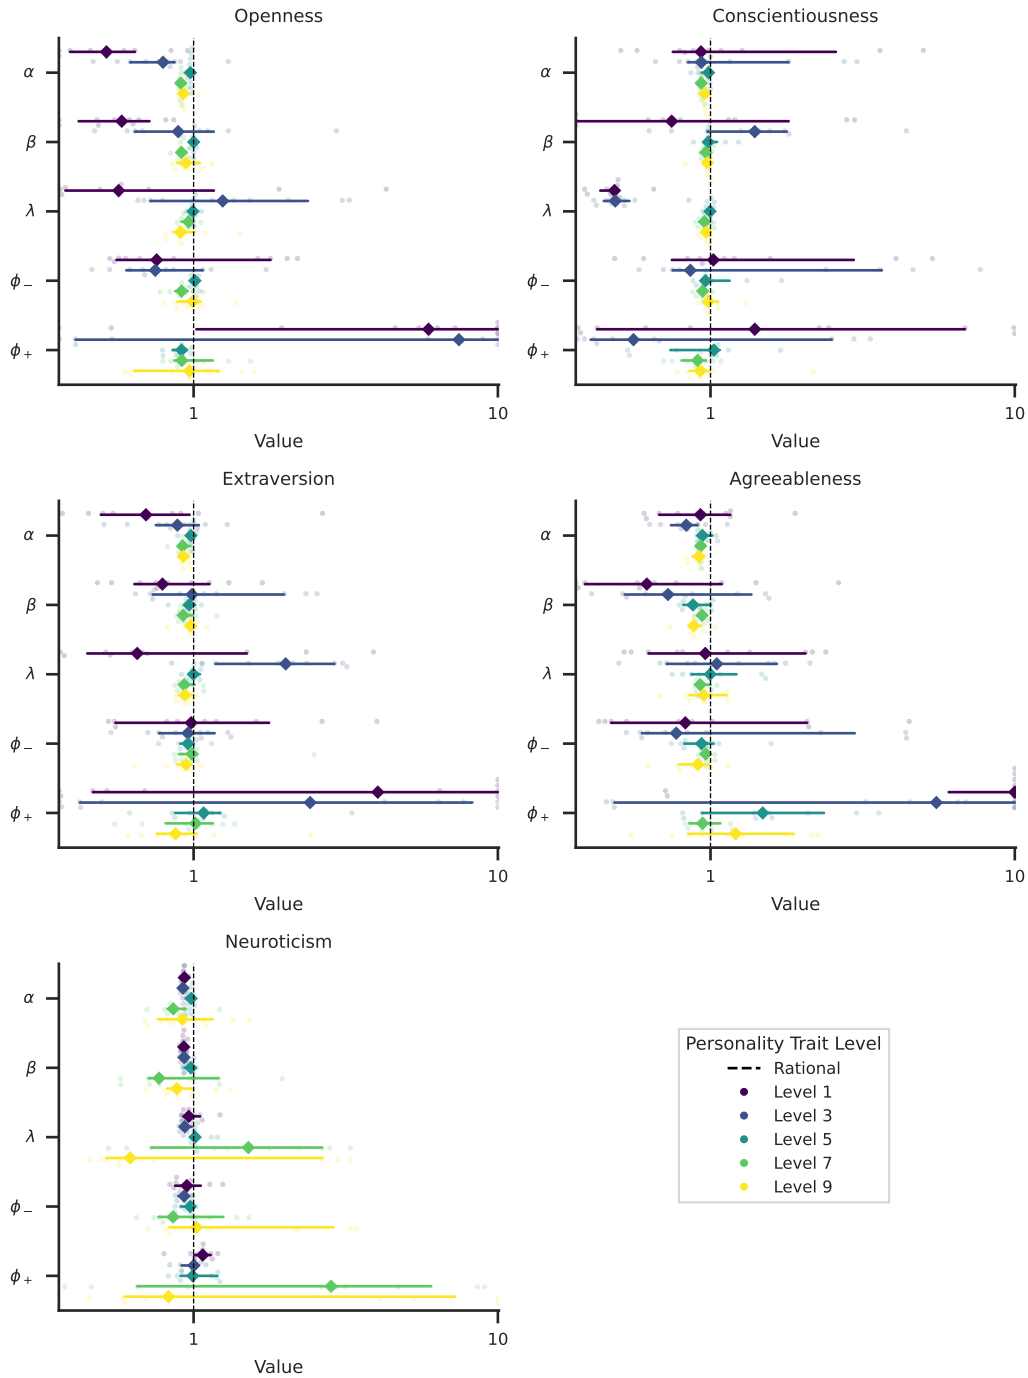 Openness
α
β
λ
ϕ−
ϕ+
1
10
Value
Conscientiousness
α
β
λ
ϕ−
ϕ+
1
10
Value
Extraversion
α
β
λ
ϕ−
ϕ+
1
10
Value
Agreeableness
α
β
λ
ϕ−
ϕ+
1
10
Value
Neuroticism
α
β
λ
ϕ−
ϕ+
1
10
Value
Personality Trait Level
Rational
Level 1
Level 3
Level 5
Level 7
Level 9